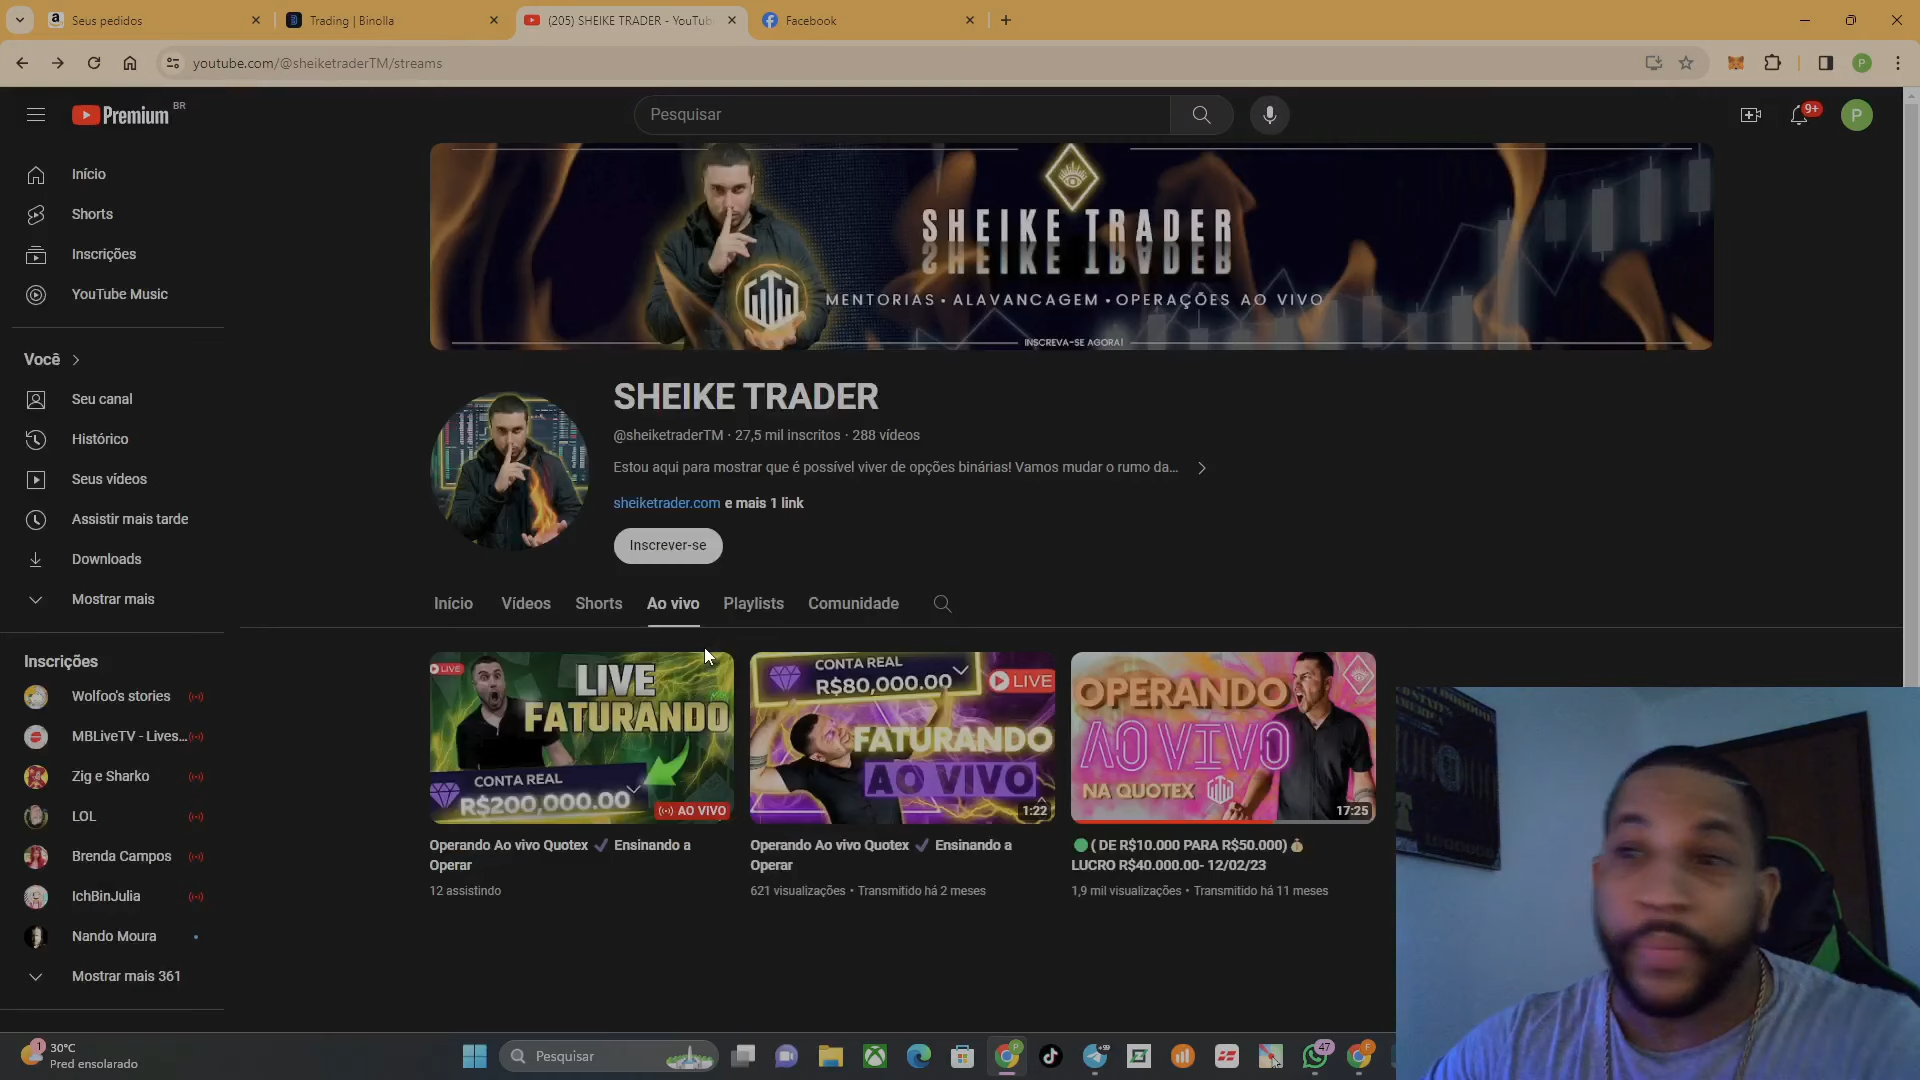 Seus pedidos
Trading | Binolla
(205) SHEIKE TRADER - YouTub
Facebook
youtube.com/@sheiketraderTM/streams
Premium BR
Pesquisar
9+
P
Início
Shorts
Inscrições
YouTube Music
Você
Seu canal
Histórico
Seus vídeos
Assistir mais tarde
Downloads
Mostrar mais
Inscrições
Wolfoo's stories
MBLiveTV - Lives...
Zig e Sharko
LOL
Brenda Campos
IchBinJulia
Nando Moura
Mostrar mais 361
SHEIKE TRADER
MENTORIAS • ALAVANCAGEM • OPERAÇÕES AO VIVO
INSCREVA-SE AGORA!
SHEIKE TRADER
@sheiketraderTM · 27,5 mil inscritos · 288 vídeos
Estou aqui para mostrar que é possível viver de opções binárias! Vamos mudar o rumo da...
sheiketrader.com e mais 1 link
Inscrever-se
Início
Vídeos
Shorts
Ao vivo
Playlists
Comunidade
LIVE
LIVE
FATURANDO
CONTA REAL
R$200,000.00
AO VIVO
Operando Ao vivo Quotex ✔ Ensinando a
Operar
12 assistindo
CONTA REAL
R$80,000.00
LIVE
FATURANDO
AO VIVO
1:22
Operando Ao vivo Quotex ✔ Ensinando a
Operar
621 visualizações • Transmitido há 2 meses
OPERANDO
AO VIVO
NA QUOTEX
17:25
🟢( DE R$10.000 PARA R$50.000)💰
LUCRO R$40.000.00- 12/02/23
1,9 mil visualizações • Transmitido há 11 meses
1
30°C
Pred ensolarado
Pesquisar
+99
47